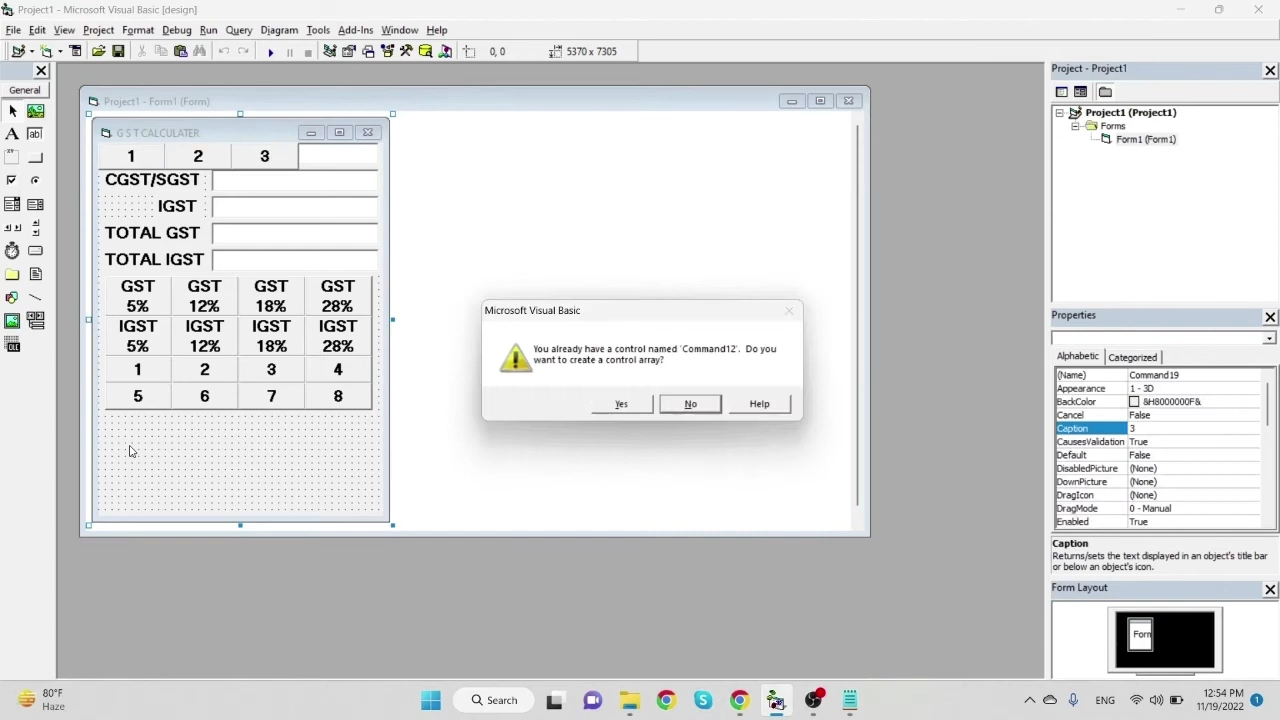 Project1 - Microsoft Visual Basic [design]
File Edit View Project Format Debug Run Query Diagram Tools Add-Ins Window Help
0, 0 5370 x 7305
General
Project1 - Form1 (Form)
G S T CALCULATER
1 2 3
CGST/SGST
IGST
TOTAL GST
TOTAL IGST
GST 5% GST 12% GST 18% GST 28%
IGST 5% IGST 12% IGST 18% IGST 28%
1 2 3 4
5 6 7 8
Microsoft Visual Basic
You already have a control named 'Command12'. Do you
want to create a control array?
Yes No Help
Project - Project1
Project1 (Project1)
Forms
Form1 (Form1)
Properties
Alphabetic Categorized
(Name) Command19
Appearance 1 - 3D
BackColor &H8000000F&
Cancel False
Caption 3
CausesValidation True
Default False
DisabledPicture (None)
DownPicture (None)
DragIcon (None)
DragMode 0 - Manual
Enabled True
Caption
Returns/sets the text displayed in an object's title bar
or below an object's icon.
Form Layout
Form
80°F
Haze
Search
ENG
12:54 PM
11/19/2022
1